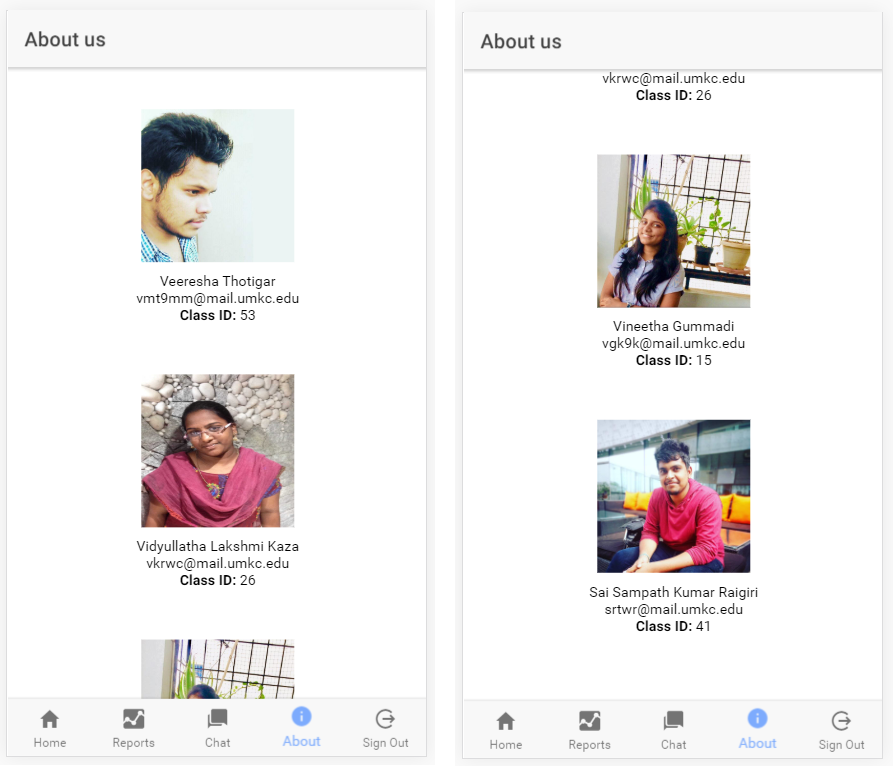 About us
Veeresha Thotigar
vmt9mm@mail.umkc.edu
Class ID: 53
Vidyullatha Lakshmi Kaza
vkrwc@mail.umkc.edu
Class ID: 26
Home
Reports
Chat
About
Sign Out
About us
vkrwc@mail.umkc.edu
Class ID: 26
Vineetha Gummadi
vgk9k@mail.umkc.edu
Class ID: 15
Sai Sampath Kumar Raigiri
srtwr@mail.umkc.edu
Class ID: 41
Home
Reports
Chat
About
Sign Out